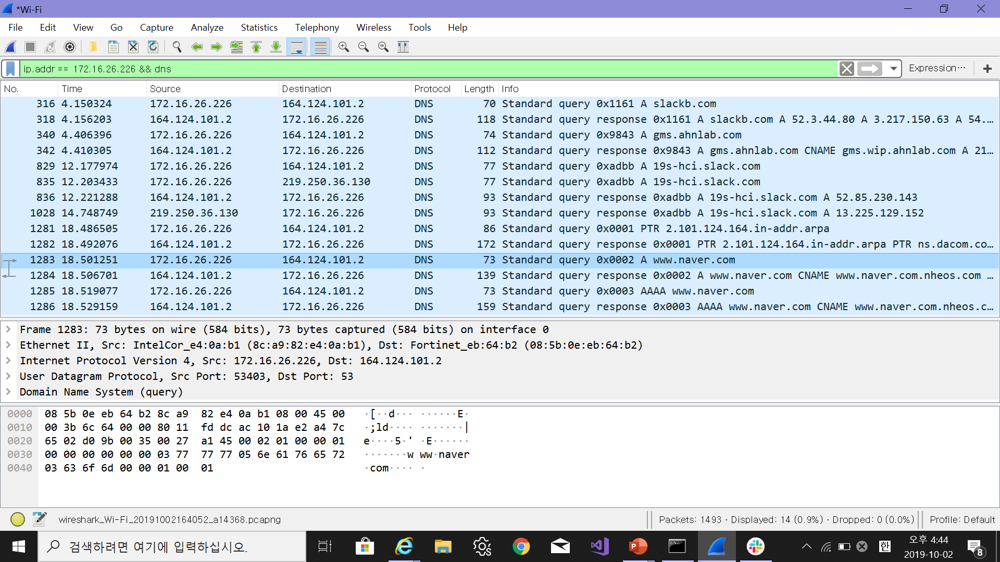 *Wi-Fi
File Edit View Go Capture Analyze Statistics Telephony Wireless Tools Help
ip.addr == 172.16.26.226 && dns Expression…
No. Time Source Destination Protocol Length Info
316 4.150324 172.16.26.226 164.124.101.2 DNS 70 Standard query 0x1161 A slackb.com
318 4.156203 164.124.101.2 172.16.26.226 DNS 118 Standard query response 0x1161 A slackb.com A 52.3.44.80 A 3.217.150.63 A 54.…
340 4.406396 172.16.26.226 164.124.101.2 DNS 74 Standard query 0x9843 A gms.ahnlab.com
342 4.410305 164.124.101.2 172.16.26.226 DNS 112 Standard query response 0x9843 A gms.ahnlab.com CNAME gms.wip.ahnlab.com A 21…
829 12.177974 172.16.26.226 164.124.101.2 DNS 77 Standard query 0xadbb A 19s-hci.slack.com
835 12.203433 172.16.26.226 219.250.36.130 DNS 77 Standard query 0xadbb A 19s-hci.slack.com
836 12.221288 164.124.101.2 172.16.26.226 DNS 93 Standard query response 0xadbb A 19s-hci.slack.com A 52.85.230.143
1028 14.748749 219.250.36.130 172.16.26.226 DNS 93 Standard query response 0xadbb A 19s-hci.slack.com A 13.225.129.152
1281 18.486505 172.16.26.226 164.124.101.2 DNS 86 Standard query 0x0001 PTR 2.101.124.164.in-addr.arpa
1282 18.492076 164.124.101.2 172.16.26.226 DNS 172 Standard query response 0x0001 PTR 2.101.124.164.in-addr.arpa PTR ns.dacom.co…
1283 18.501251 172.16.26.226 164.124.101.2 DNS 73 Standard query 0x0002 A www.naver.com
1284 18.506701 164.124.101.2 172.16.26.226 DNS 139 Standard query response 0x0002 A www.naver.com CNAME www.naver.com.nheos.com …
1285 18.519077 172.16.26.226 164.124.101.2 DNS 73 Standard query 0x0003 AAAA www.naver.com
1286 18.529159 164.124.101.2 172.16.26.226 DNS 159 Standard query response 0x0003 AAAA www.naver.com CNAME www.naver.com.nheos.c…
Frame 1283: 73 bytes on wire (584 bits), 73 bytes captured (584 bits) on interface 0
Ethernet II, Src: IntelCor_e4:0a:b1 (8c:a9:82:e4:0a:b1), Dst: Fortinet_eb:64:b2 (08:5b:0e:eb:64:b2)
Internet Protocol Version 4, Src: 172.16.26.226, Dst: 164.124.101.2
User Datagram Protocol, Src Port: 53403, Dst Port: 53
Domain Name System (query)
0000 08 5b 0e eb 64 b2 8c a9 82 e4 0a b1 08 00 45 00 ·[··d··· ······E·
0010 00 3b 6c 64 00 00 80 11 fd dc ac 10 1a e2 a4 7c ·;ld···· ·······|
0020 65 02 d0 9b 00 35 00 27 a1 45 00 02 01 00 00 01 e····5·' ·E······
0030 00 00 00 00 00 00 03 77 77 77 05 6e 61 76 65 72 ·······w ww·naver
0040 03 63 6f 6d 00 00 01 00 01 ·com···· ·
wireshark_Wi-Fi_20191002164052_a14368.pcapng Packets: 1493 · Displayed: 14 (0.9%) · Dropped: 0 (0.0%) Profile: Default
검색하려면 여기에 입력하십시오. 한 오후 4:44
2019-10-02 8